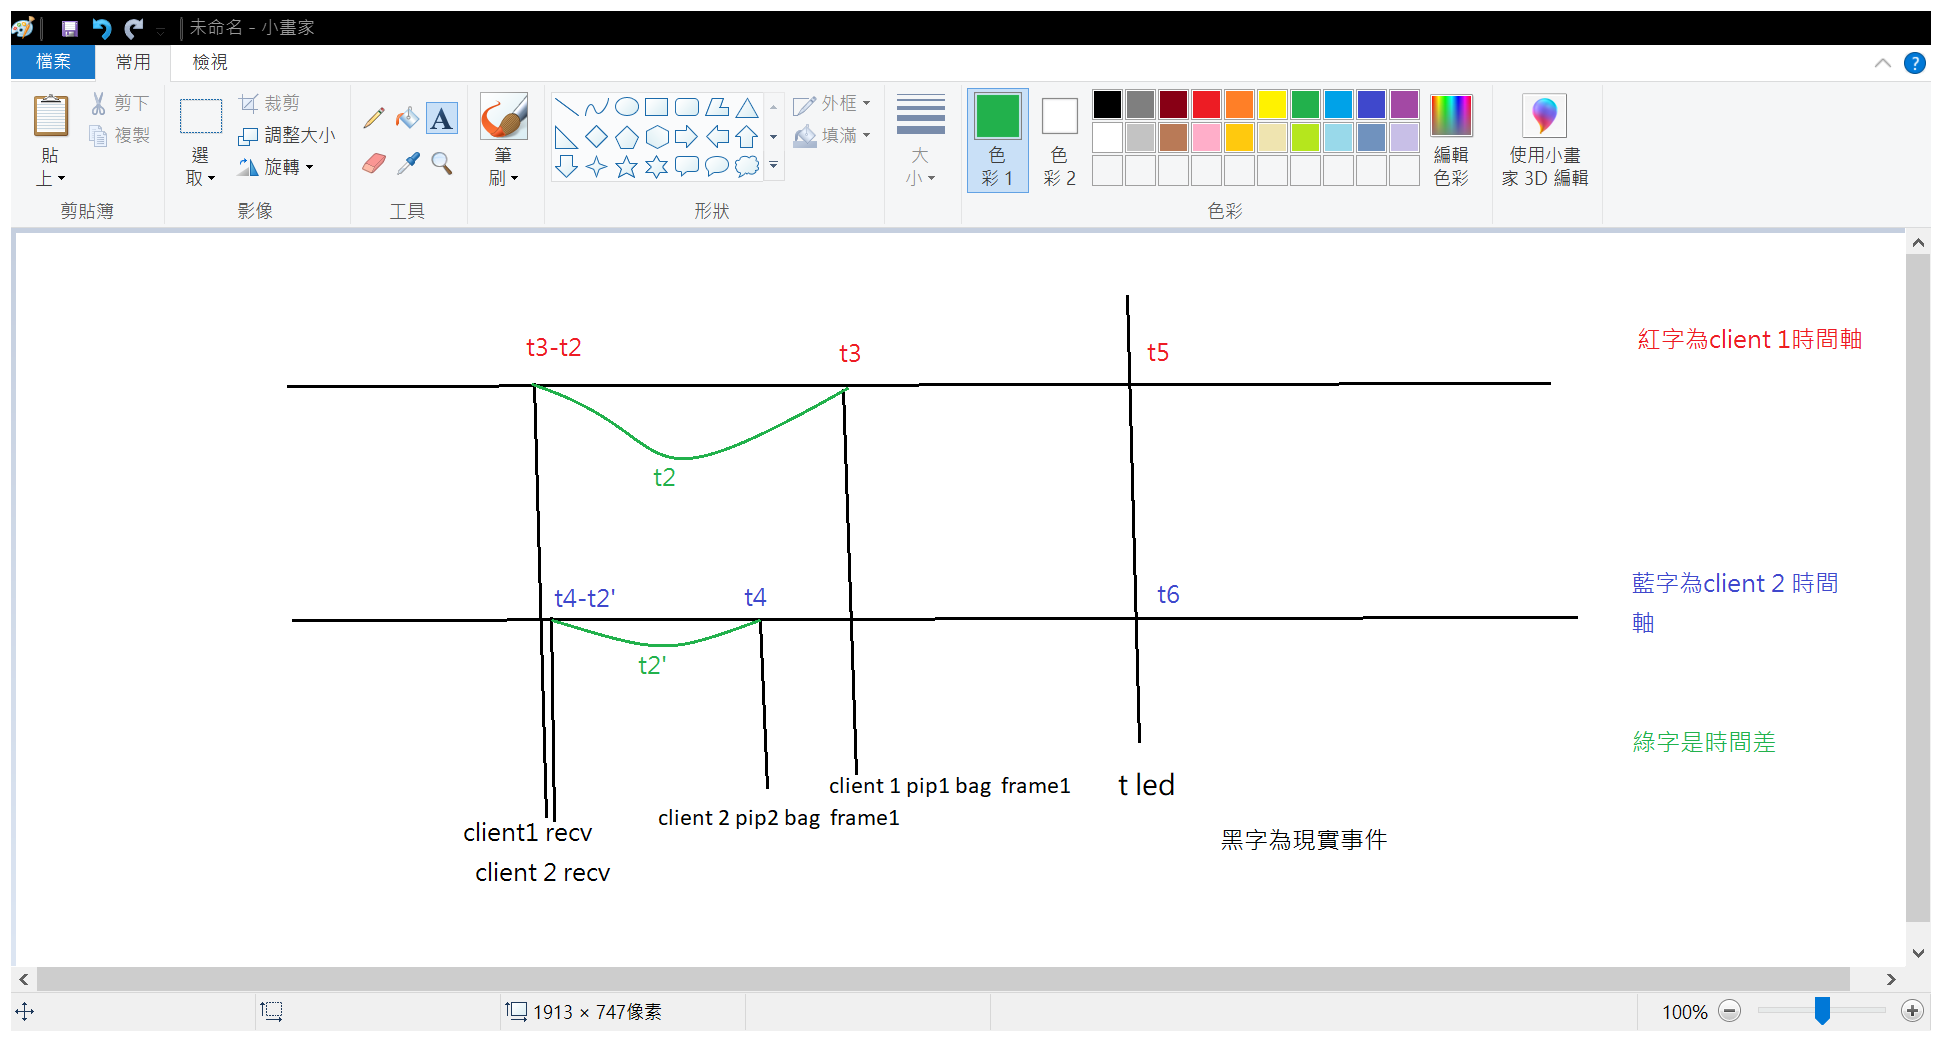 未命名 - 小畫家
檔案 常用 檢視
貼上
剪下
複製
剪貼簿
選取
裁剪
調整大小
旋轉
影像
A
工具
筆刷
外框
填滿
形狀
大小
色彩 1
色彩 2
編輯色彩
色彩
使用小畫家 3D 編輯
t3-t2
t3
t5
紅字為client 1時間軸
t2
t4-t2'
t4
t6
藍字為client 2 時間
軸
t2'
綠字是時間差
client 1 pip1 bag frame1
t led
client 2 pip2 bag frame1
client1 recv
黑字為現實事件
client 2 recv
1913 × 747像素
100%